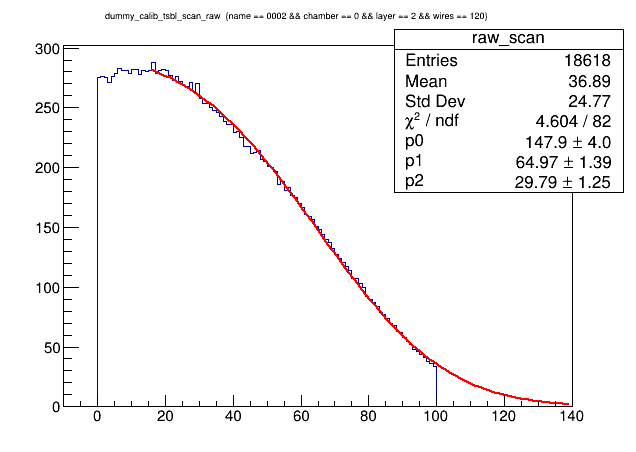 dummy_calib_tsbl_scan_raw (name == 0002 && chamber == 0 && layer == 2 && wires == 120)
raw_scan
Entries 18618
Mean 36.89
Std Dev 24.77
χ² / ndf 4.604 / 82
p0 147.9 ± 4.0
p1 64.97 ± 1.39
p2 29.79 ± 1.25
300
250
200
150
100
50
0
0 20 40 60 80 100 120 140